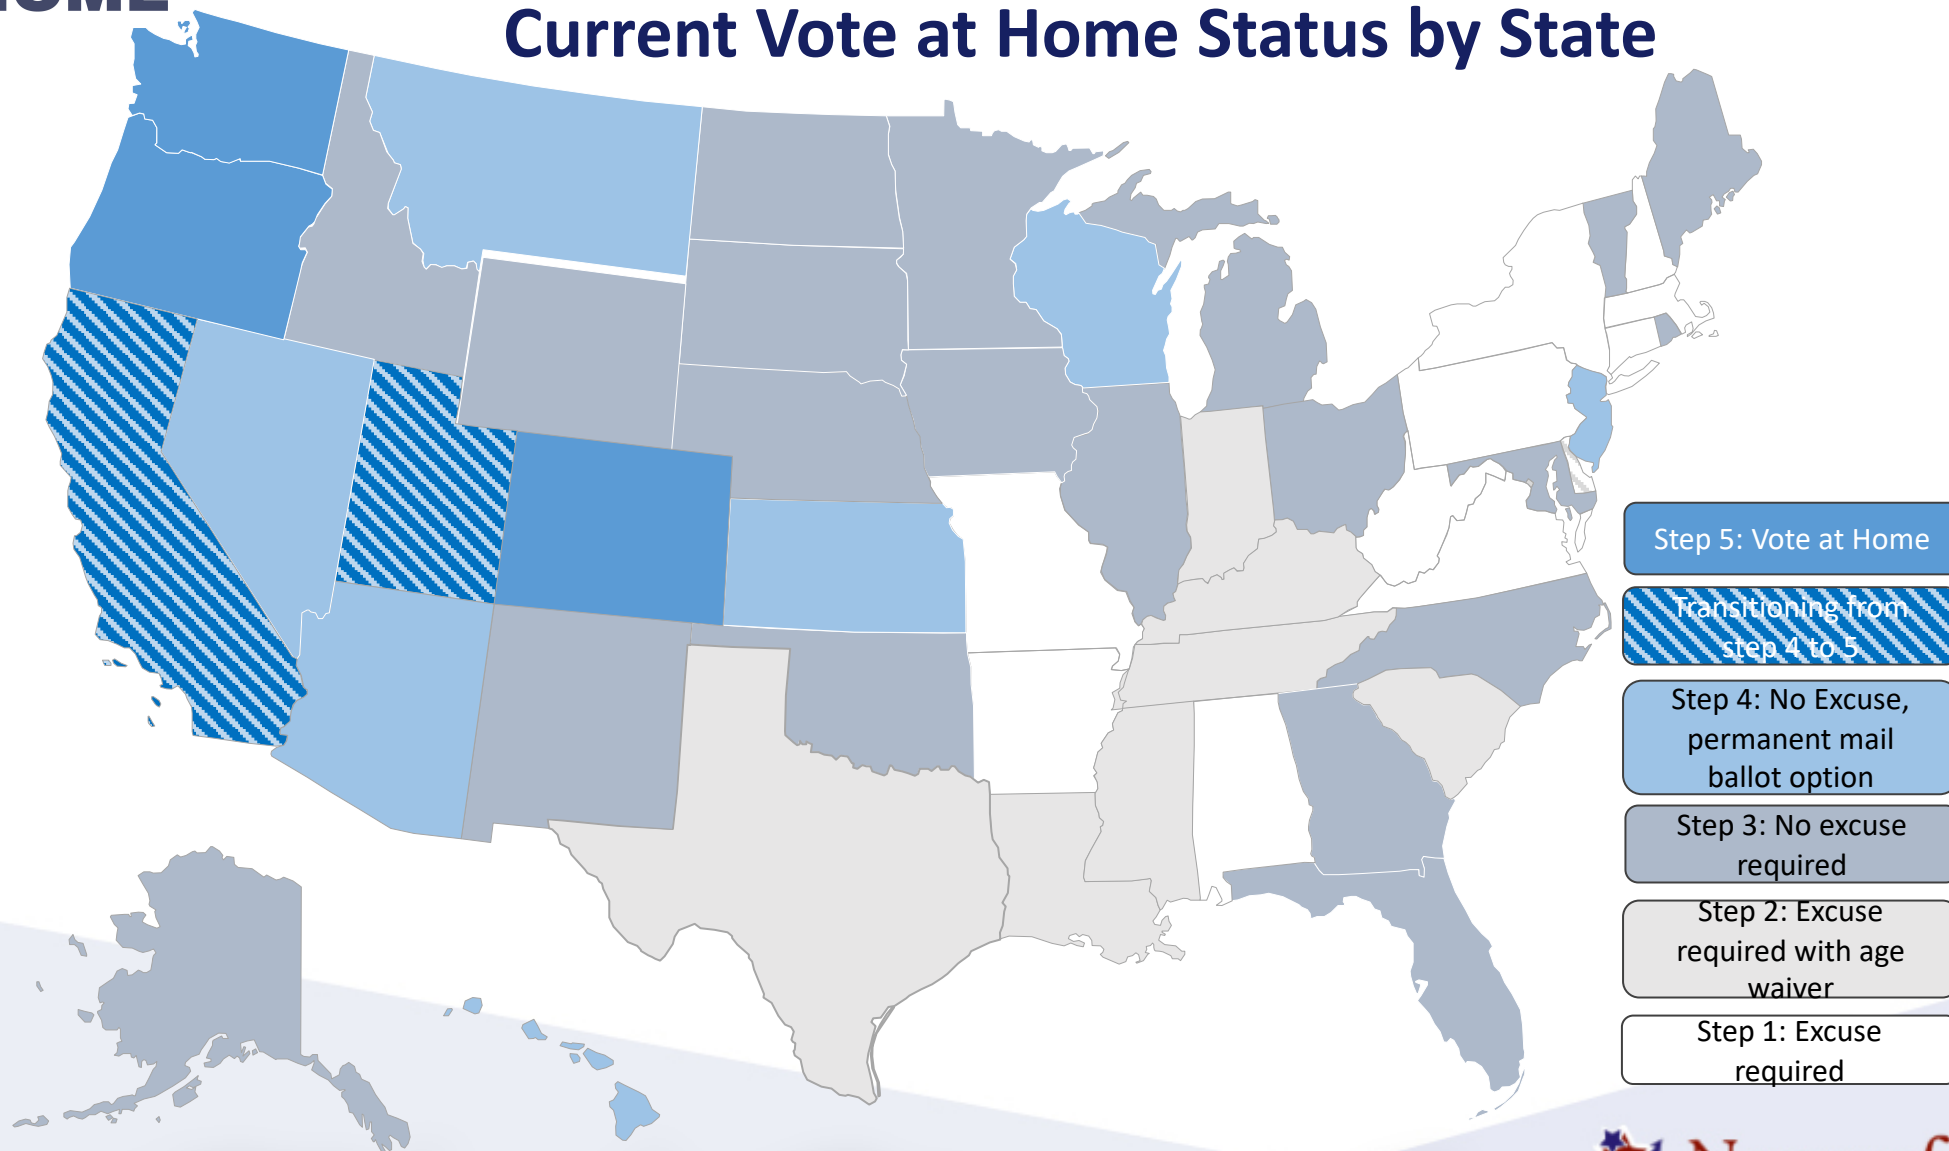 Current Vote at Home Status by State
Step 5: Vote at Home
Transitioning from
step 4 to 5
Step 4: No Excuse,
permanent mail
ballot option
Step 3: No excuse
required
Step 2: Excuse
required with age
waiver
Step 1: Excuse
required